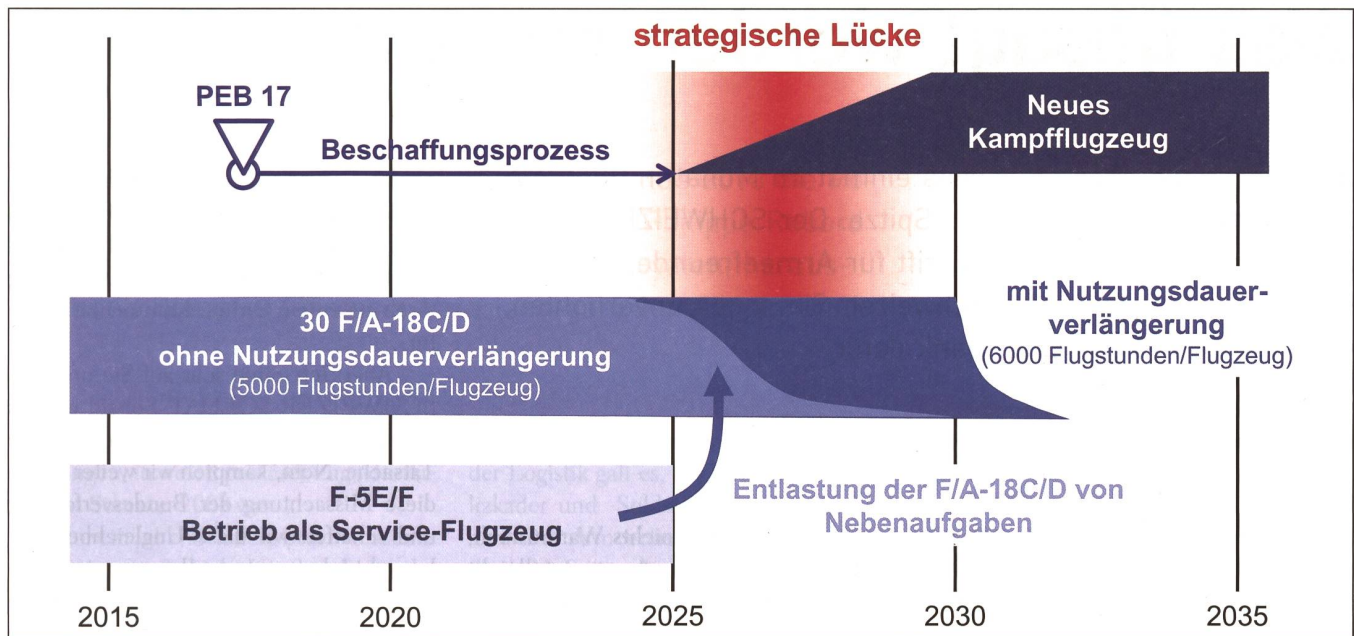 strategische Lücke
PEB 17
Beschaffungsprozess
Neues
Kampfflugzeug
30 F/A-18C/D
ohne Nutzungsdauerverlängerung
(5000 Flugstunden/Flugzeug)
mit Nutzungsdauer-
verlängerung
(6000 Flugstunden/Flugzeug)
F-5E/F
Betrieb als Service-Flugzeug
Entlastung der F/A-18C/D von
Nebenaufgaben
2015 2020 2025 2030 2035